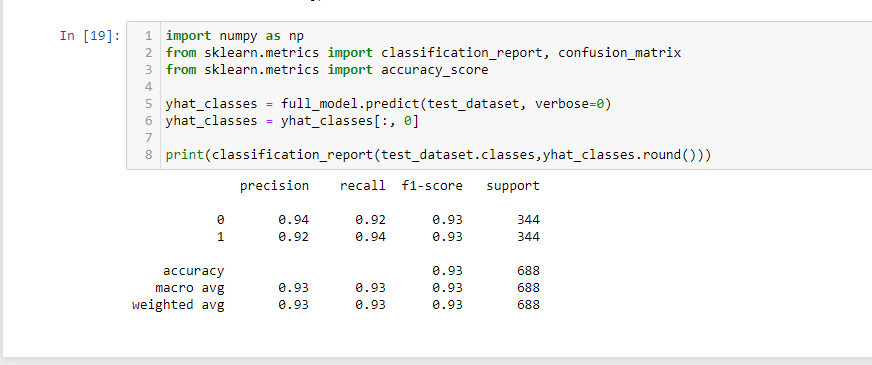 In [19]:
1 import numpy as np
2 from sklearn.metrics import classification_report, confusion_matrix
3 from sklearn.metrics import accuracy_score
4
5 yhat_classes = full_model.predict(test_dataset, verbose=0)
6 yhat_classes = yhat_classes[:, 0]
7
8 print(classification_report(test_dataset.classes,yhat_classes.round()))
precision recall f1-score support
0 0.94 0.92 0.93 344
1 0.92 0.94 0.93 344
accuracy 0.93 688
macro avg 0.93 0.93 0.93 688
weighted avg 0.93 0.93 0.93 688